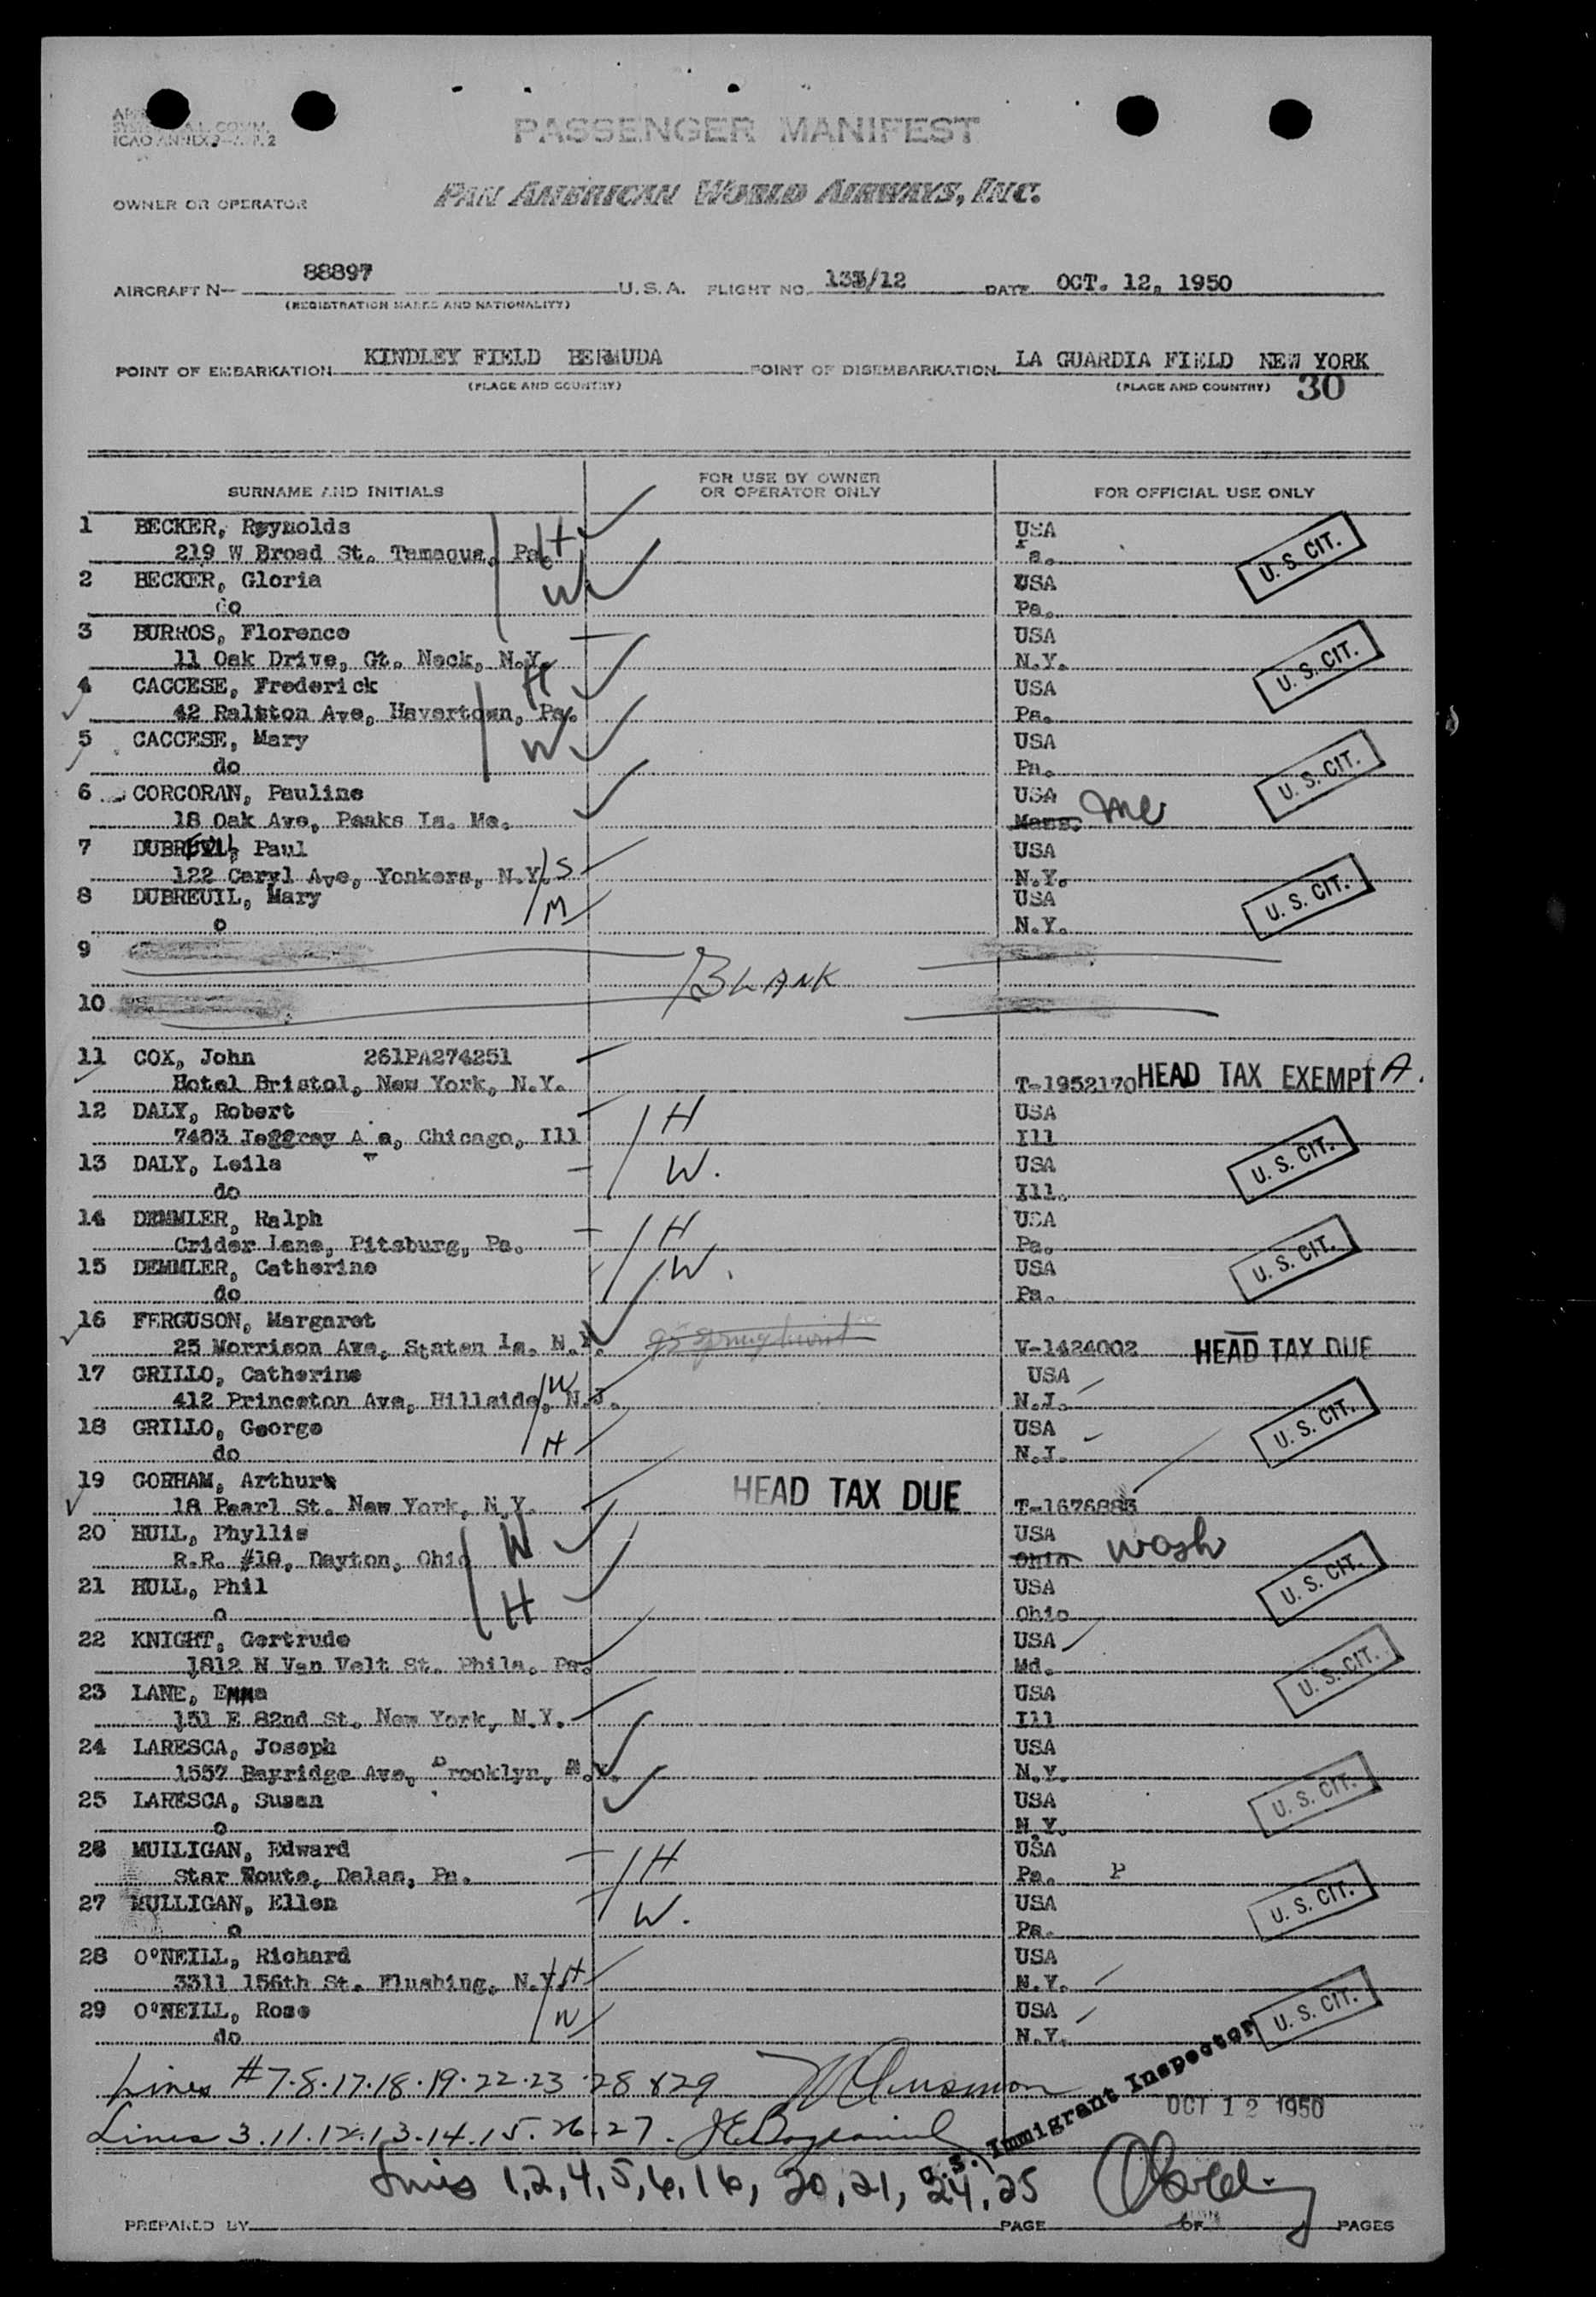 ICAO ANNEX 9-APP. 2
PASSENGER MANIFEST
OWNER OR OPERATOR PAN AMERICAN WORLD AIRWAYS, INC.
AIRCRAFT N- 88897 U.S.A. FLIGHT NO. 133/12 DATE OCT. 12, 1950
(REGISTRATION MARKS AND NATIONALITY)
POINT OF EMBARKATION KINDLEY FIELD BERMUDA POINT OF DISEMBARKATION LA GUARDIA FIELD NEW YORK
(PLACE AND COUNTRY) (PLACE AND COUNTRY) 30
SURNAME AND INITIALS FOR USE BY OWNER OR OPERATOR ONLY FOR OFFICIAL USE ONLY
1 BECKER, Reynolds H USA
219 W Broad St. Tamaqua, Pa. Pa. U. S. CIT.
2 BECKER, Gloria W USA
do Pa.
3 BURROS, Florence USA
11 Oak Drive, Gt. Neck, N.Y. N.Y. U. S. CIT.
4 CACCESE, Frederick H USA
42 Ralston Ave, Havertown, Pa. Pa.
5 CACCESE, Mary W USA
do Pa. U. S. CIT.
6 CORCORAN, Pauline USA
18 Oak Ave, Peaks Is. Me. Mass. Me
7 DUBREUIL, Paul USA
122 Caryl Ave, Yonkers, N.Y. S N.Y.
8 DUBREUIL, Mary M USA U. S. CIT.
o N.Y.
9
BLANK
10
11 COX, John 261PA274251
Hotel Bristol, New York, N.Y. T-1952170 HEAD TAX EXEMPT A.
12 DALY, Robert H USA
7403 Jeggray A e, Chicago, Ill Ill
13 DALY, Leila W. USA U. S. CIT.
do Ill.
14 DEMMLER, Ralph H USA
Crider Lane, Pitsburg, Pa. Pa.
15 DEMMLER, Catherine W. USA U. S. CIT.
do Pa.
16 FERGUSON, Margaret
25 Morrison Ave, Staten Is. N.Y. V-1424002 HEAD TAX DUE
17 GRILLO, Catherine W USA
412 Princeton Ave, Hillside, N.J. N.J.
18 GRILLO, George H USA U. S. CIT.
do N.J.
19 GORHAM, Arthur HEAD TAX DUE
18 Pearl St. New York, N.Y. T-1676883
20 HULL, Phyllis W USA
R.R. #10, Dayton, Ohio Ohio Wash
21 HULL, Phil H USA U. S. CIT.
o Ohio
22 KNIGHT, Gertrude USA
1812 N Van Velt St. Phila, Pa. Md. U. S. CIT.
23 LANE, Emma USA
151 E 82nd St. New York, N.Y. Ill
24 LARESCA, Joseph USA
1557 Bayridge Ave, Brooklyn, N.Y. N.Y.
25 LARESCA, Susan USA U. S. CIT.
o N.Y.
26 MULLIGAN, Edward H USA
Star Route, Dalas, Pa. Pa. P
27 MULLIGAN, Ellen W. USA U. S. CIT.
o Pa.
28 O'NEILL, Richard USA
3311 156th St. Flushing, N.Y. H N.Y.
29 O'NEILL, Rose W USA U. S. CIT.
do N.Y.
Lines #7.8.17.18.19.22.23.28 & 29
OCT 12 1950
Lines 3.11.12.13.14.15.26.27.
U.S. Immigrant Inspector
Lines 1,2,4,5,6,16, 20,21, 24,25
PREPARED BY PAGE OF PAGES